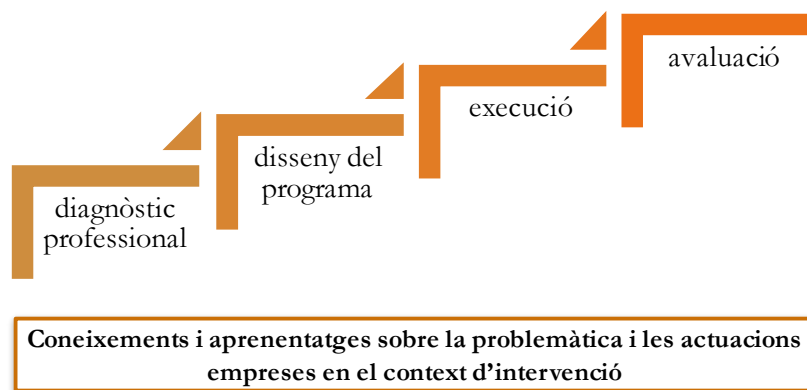 diagnòstic
professional
disseny del
programa
execució
avaluació
Coneixements i aprenentatges sobre la problemàtica i les actuacions
empreses en el context d’intervenció